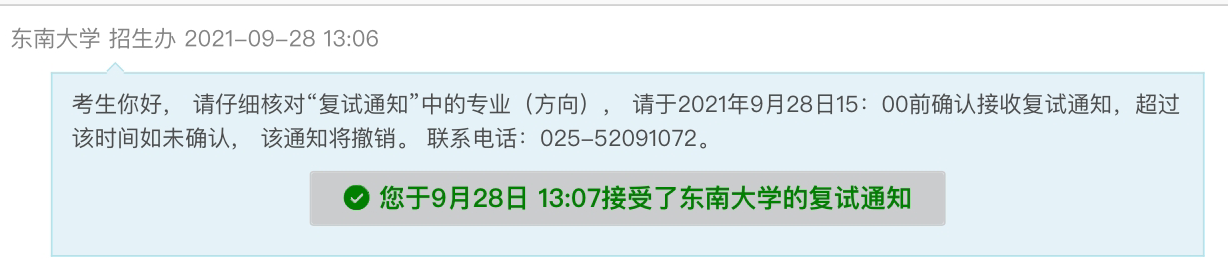 东南大学 招生办 2021-09-28 13:06
考生你好， 请仔细核对“复试通知”中的专业（方向）， 请于2021年9月28日15：00前确认接收复试通知，超过
该时间如未确认， 该通知将撤销。 联系电话：025-52091072。
您于9月28日 13:07接受了东南大学的复试通知